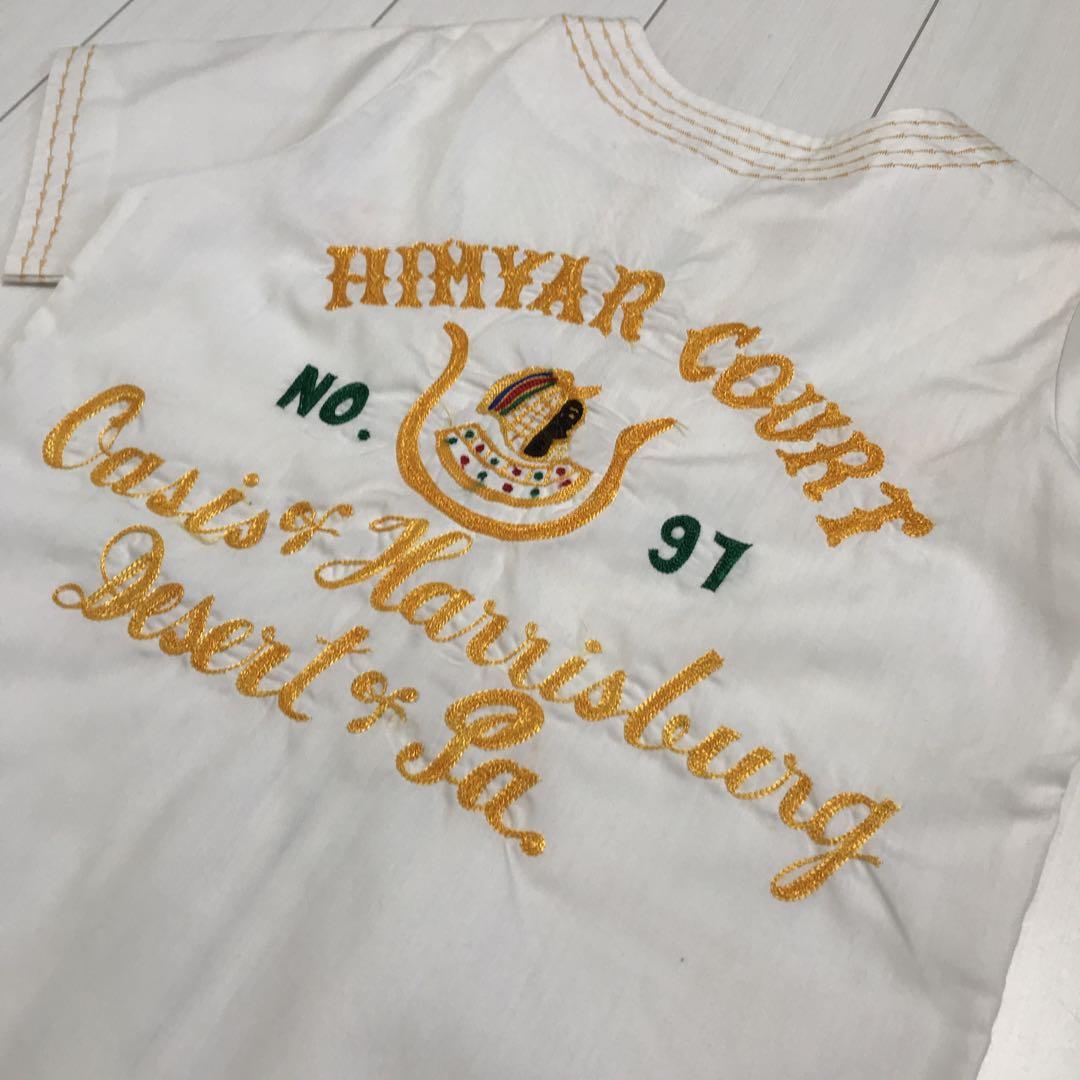 HIMYAR COURT
NO. 97
Oasis of Harrisburg
Desert of Pa